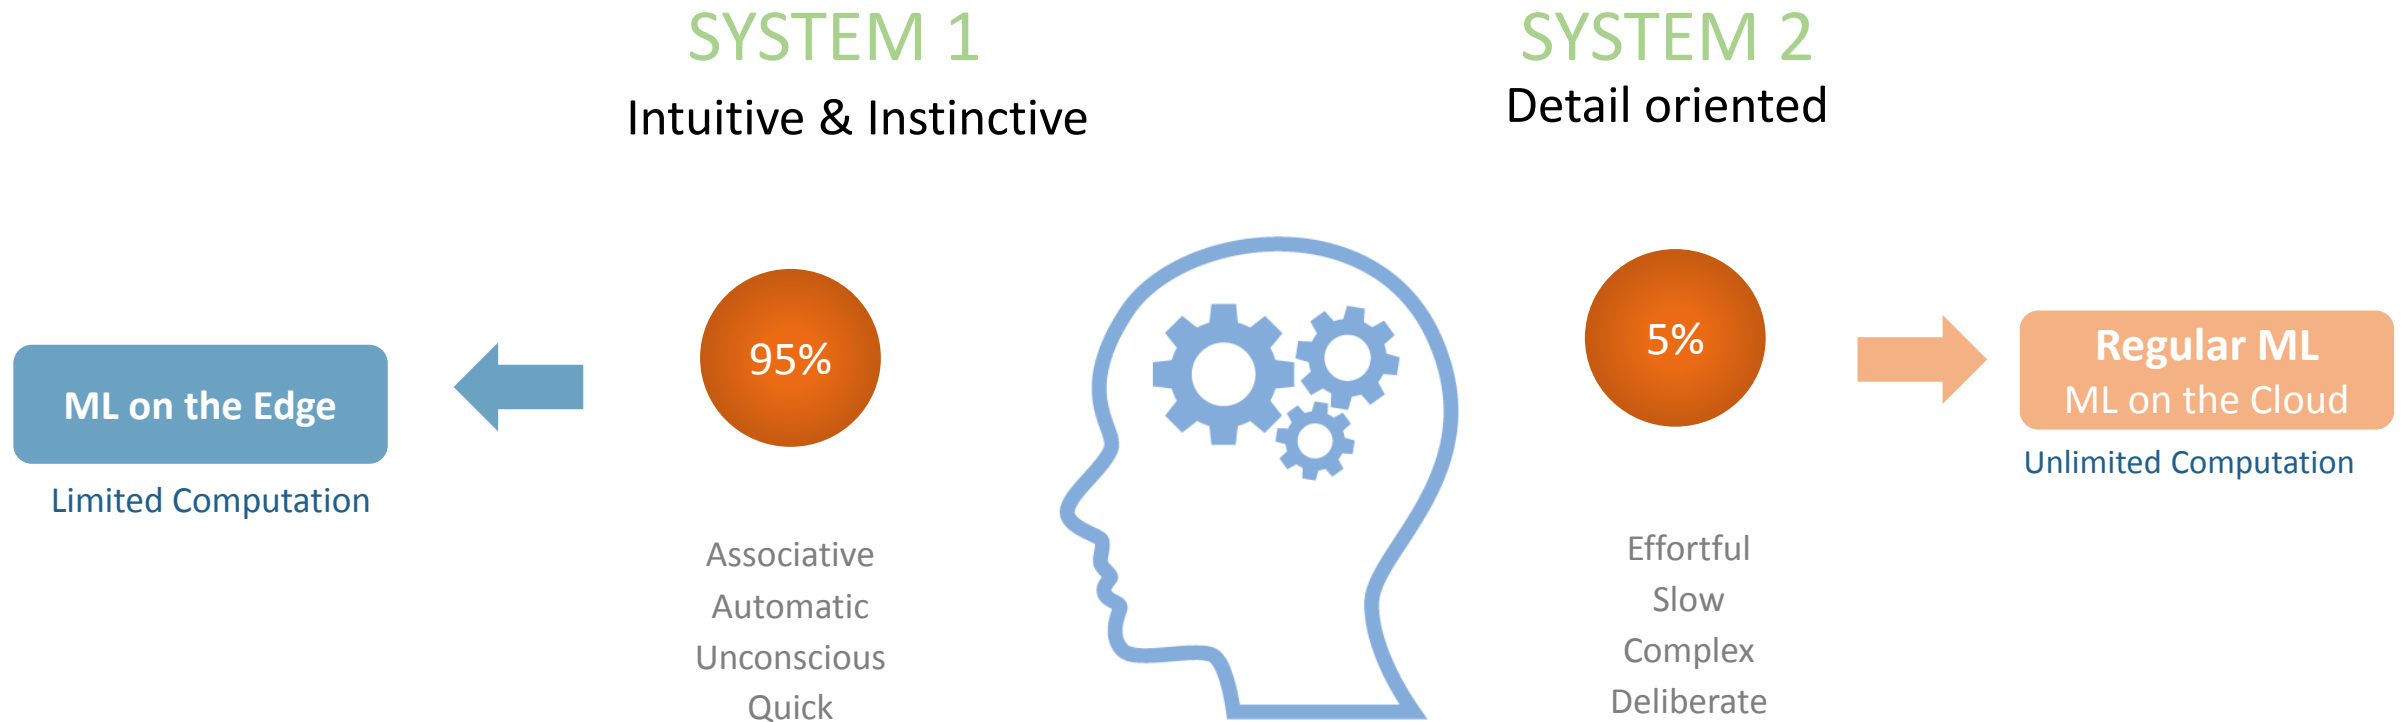 SYSTEM 1
Intuitive & Instinctive
SYSTEM 2
Detail oriented
ML on the Edge
Limited Computation
95%
Associative
Automatic
Unconscious
Quick
5%
Effortful
Slow
Complex
Deliberate
Regular ML
ML on the Cloud
Unlimited Computation